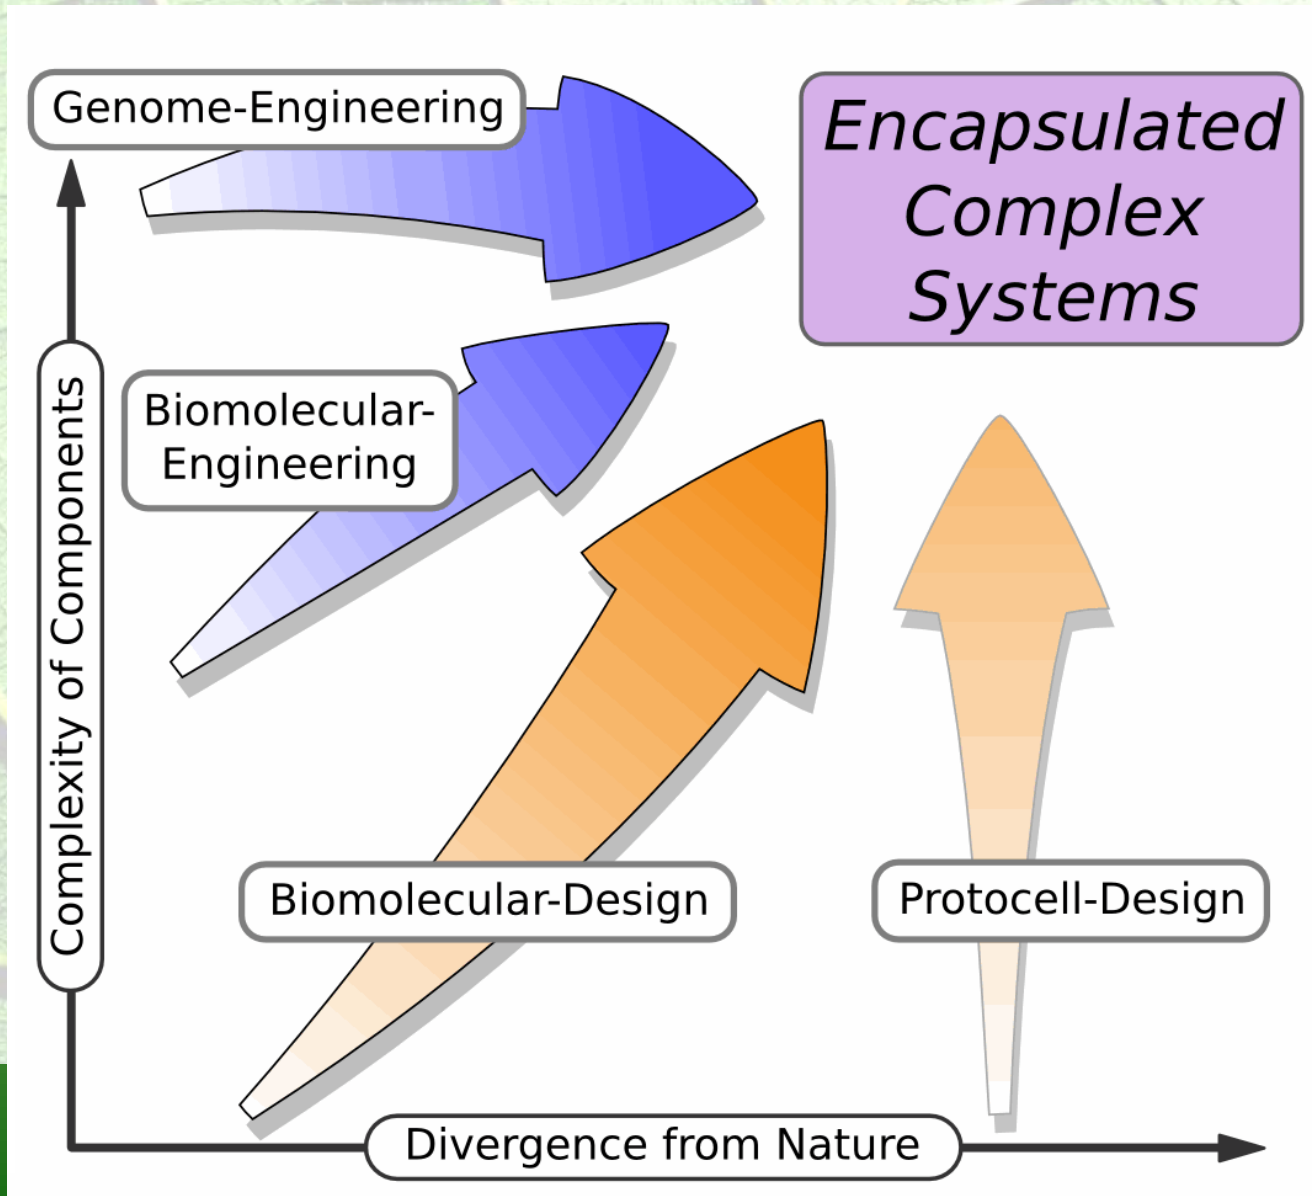 Genome-Engineering
Encapsulated
Complex
Systems
Biomolecular-
Engineering
Complexity of Components
Biomolecular-Design
Protocell-Design
Divergence from Nature